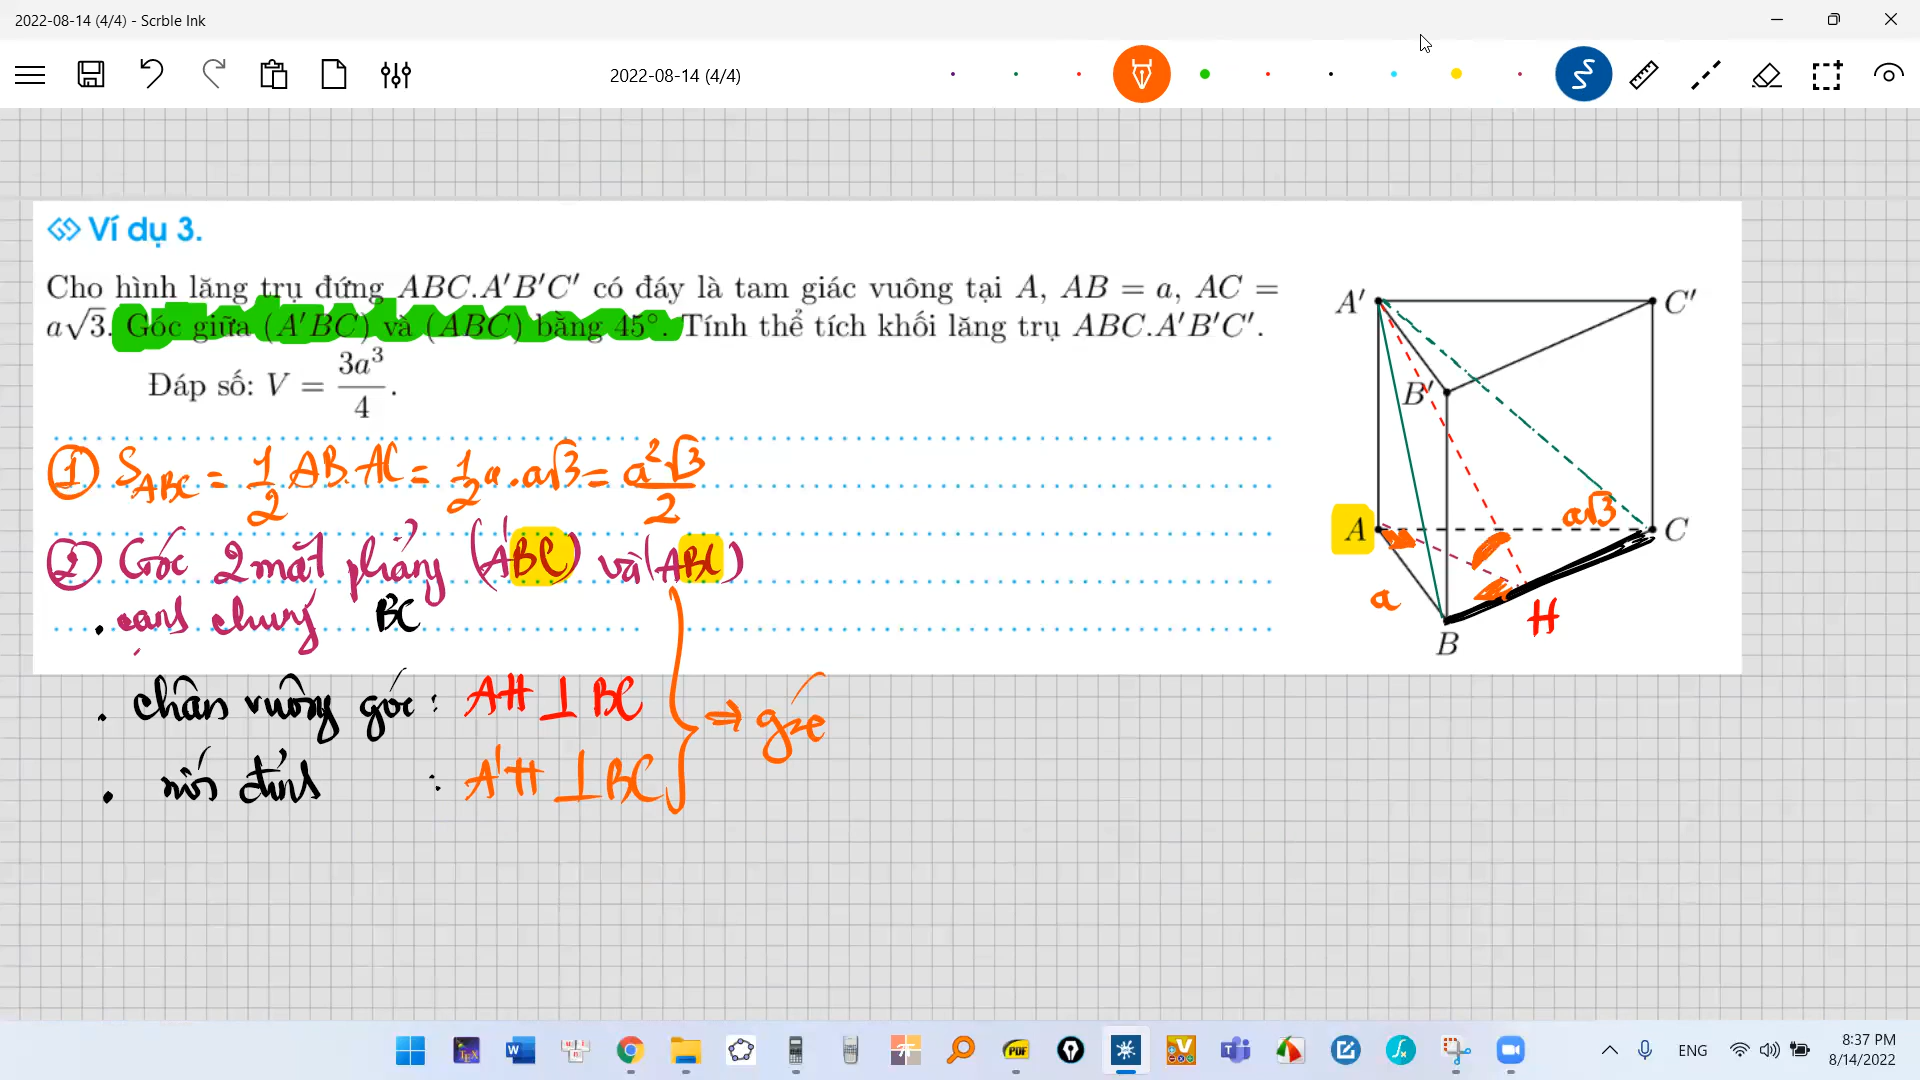 2022-08-14 (4/4) - Scrble Ink
2022-08-14 (4/4)
Ví dụ 3.
Cho hình lăng trụ đứng ABC.A′B′C′ có đáy là tam giác vuông tại A, AB = a, AC =
a√3. Góc giữa (A′BC) và (ABC) bằng 45°. Tính thể tích khối lăng trụ ABC.A′B′C′.
Đáp số: V = 3a³/4.
① S_ABC = 1/2 AB.AC = 1/2 a.a√3 = a²√3/2
② Góc 2 mặt phẳng (A'BC) và (ABC)
. cạnh chung BC
. chân vuông góc : AH ⊥ BC
. nối đỉnh : A'H ⊥ BC
⇒ góc
A′
C′
B′
A
a√3
C
a
H
B
ENG
8:37 PM
8/14/2022